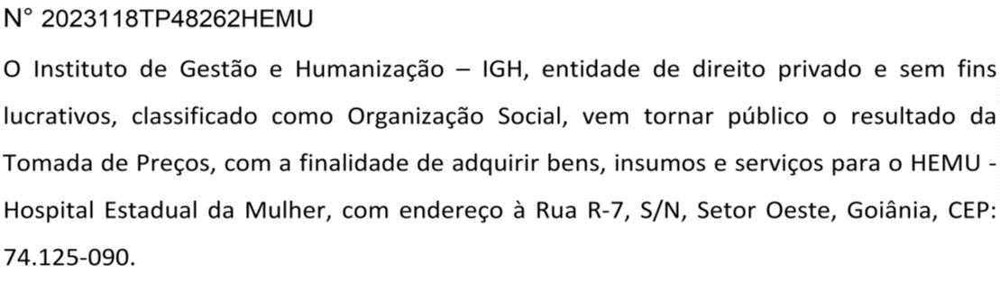 N° 2023118TP48262HEMU
O Instituto de Gestão e Humanização – IGH, entidade de direito privado e sem fins
lucrativos, classificado como Organização Social, vem tornar público o resultado da
Tomada de Preços, com a finalidade de adquirir bens, insumos e serviços para o HEMU -
Hospital Estadual da Mulher, com endereço à Rua R-7, S/N, Setor Oeste, Goiânia, CEP:
74.125-090.